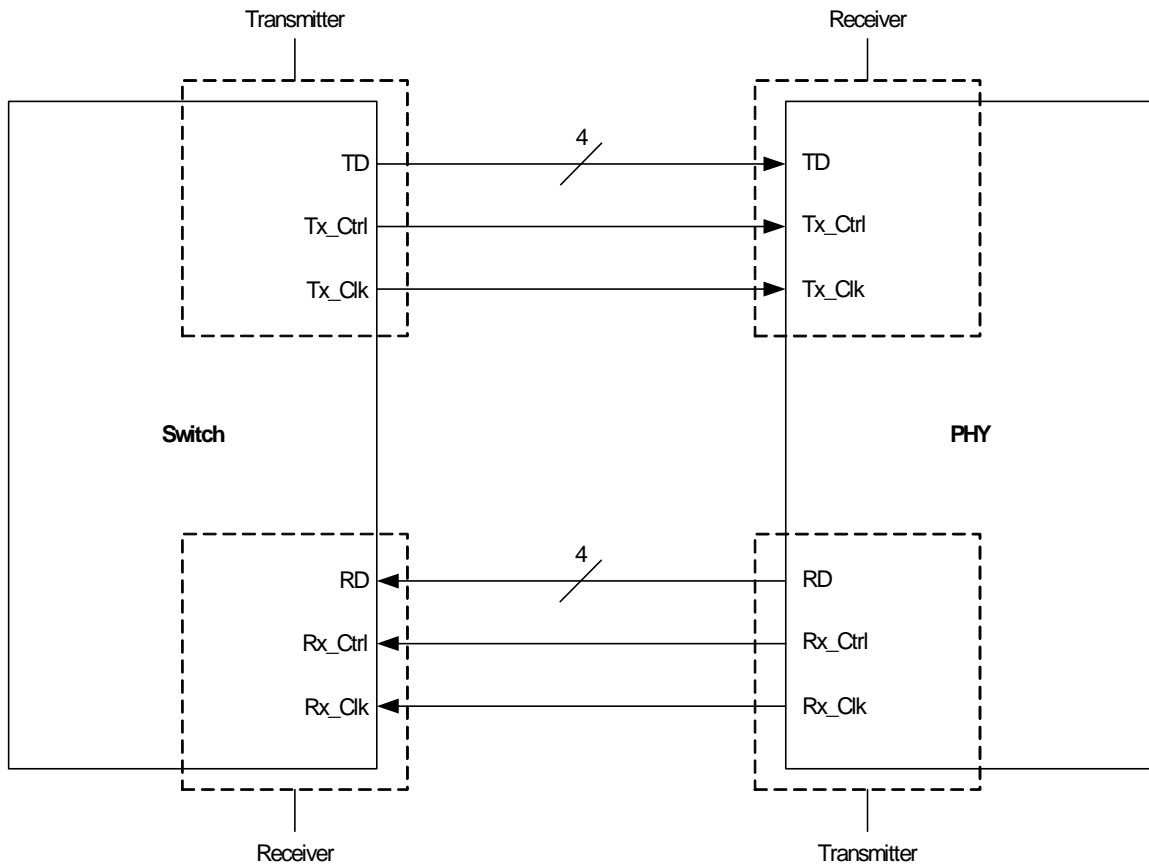 Transmitter
Receiver
4
TD
TD
Tx_Ctrl
Tx_Ctrl
Tx_Clk
Tx_Clk
Switch
PHY
4
RD
RD
Rx_Ctrl
Rx_Ctrl
Rx_Clk
Rx_Clk
Receiver
Transmitter